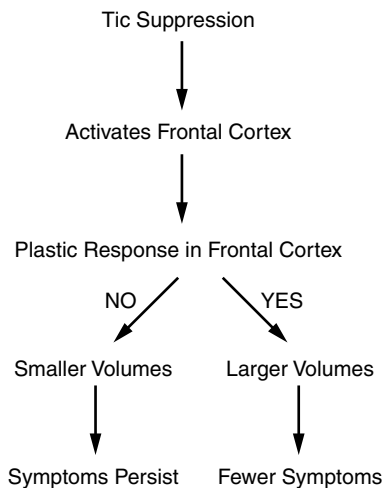 Tic Suppression
Activates Frontal Cortex
Plastic Response in Frontal Cortex
NO
YES
Smaller Volumes
Larger Volumes
Symptoms Persist
Fewer Symptoms